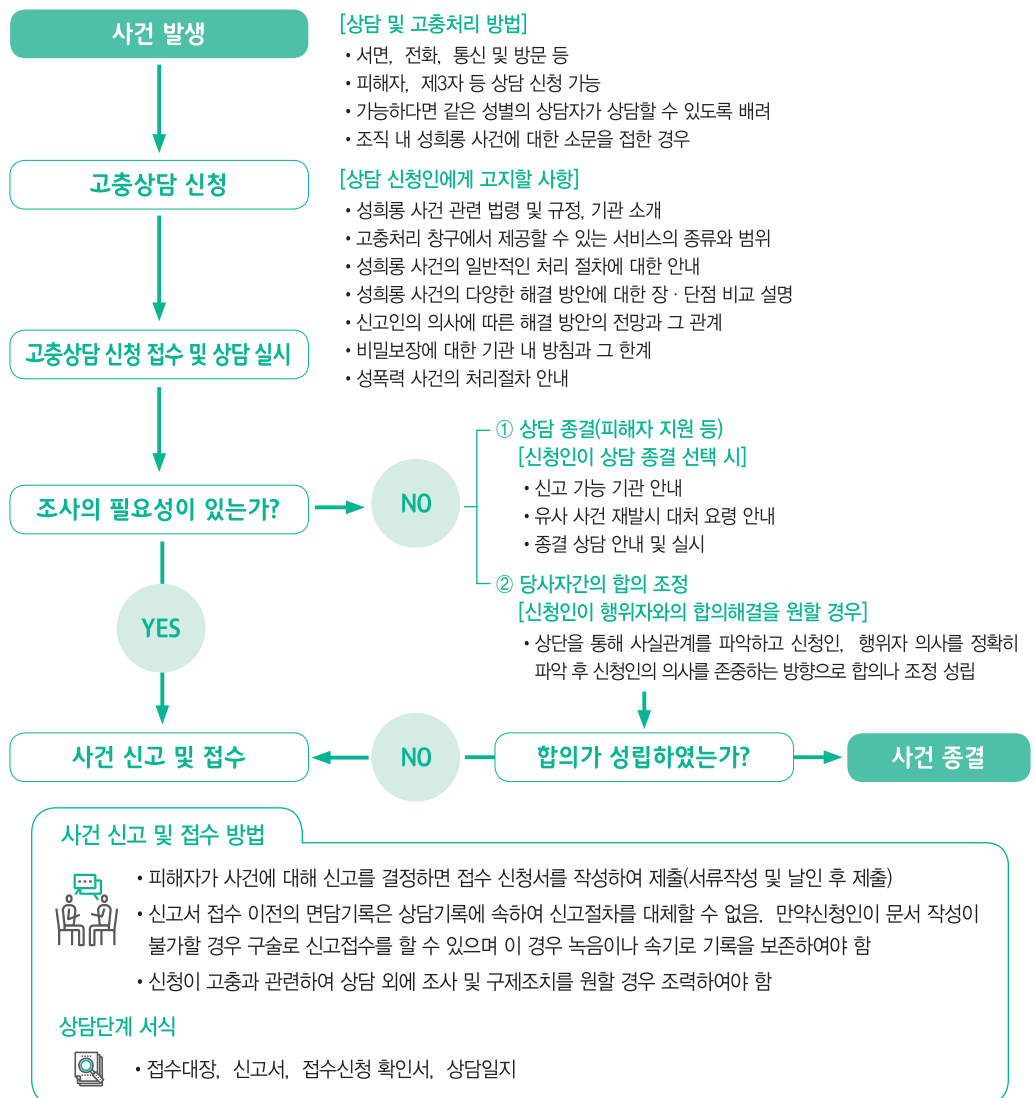 사건 발생
[상담 및 고충처리 방법]
• 서면, 전화, 통신 및 방문 등
• 피해자, 제3자 등 상담 신청 가능
• 가능하다면 같은 성별의 상담자가 상담할 수 있도록 배려
• 조직 내 성희롱 사건에 대한 소문을 접한 경우
고충상담 신청
[상담 신청인에게 고지할 사항]
• 성희롱 사건 관련 법령 및 규정, 기관 소개
• 고충처리 창구에서 제공할 수 있는 서비스의 종류와 범위
• 성희롱 사건의 일반적인 처리 절차에 대한 안내
• 성희롱 사건의 다양한 해결 방안에 대한 장 · 단점 비교 설명
• 신고인의 의사에 따른 해결 방안의 전망과 그 관계
• 비밀보장에 대한 기관 내 방침과 그 한계
• 성폭력 사건의 처리절차 안내
고충상담 신청 접수 및 상담 실시
조사의 필요성이 있는가?
NO
① 상담 종결(피해자 지원 등)
[신청인이 상담 종결 선택 시]
• 신고 가능 기관 안내
• 유사 사건 재발시 대처 요령 안내
• 종결 상담 안내 및 실시
② 당사자간의 합의 조정
[신청인이 행위자와의 합의해결을 원할 경우]
• 상단을 통해 사실관계를 파악하고 신청인, 행위자 의사를 정확히
파악 후 신청인의 의사를 존중하는 방향으로 합의나 조정 성립
YES
사건 신고 및 접수
NO
합의가 성립하였는가?
사건 종결
사건 신고 및 접수 방법
• 피해자가 사건에 대해 신고를 결정하면 접수 신청서를 작성하여 제출(서류작성 및 날인 후 제출)
• 신고서 접수 이전의 면담기록은 상담기록에 속하여 신고절차를 대체할 수 없음. 만약신청인이 문서 작성이
불가할 경우 구술로 신고접수를 할 수 있으며 이 경우 녹음이나 속기로 기록을 보존하여야 함
• 신청이 고충과 관련하여 상담 외에 조사 및 구제조치를 원할 경우 조력하여야 함
상담단계 서식
• 접수대장, 신고서, 접수신청 확인서, 상담일지